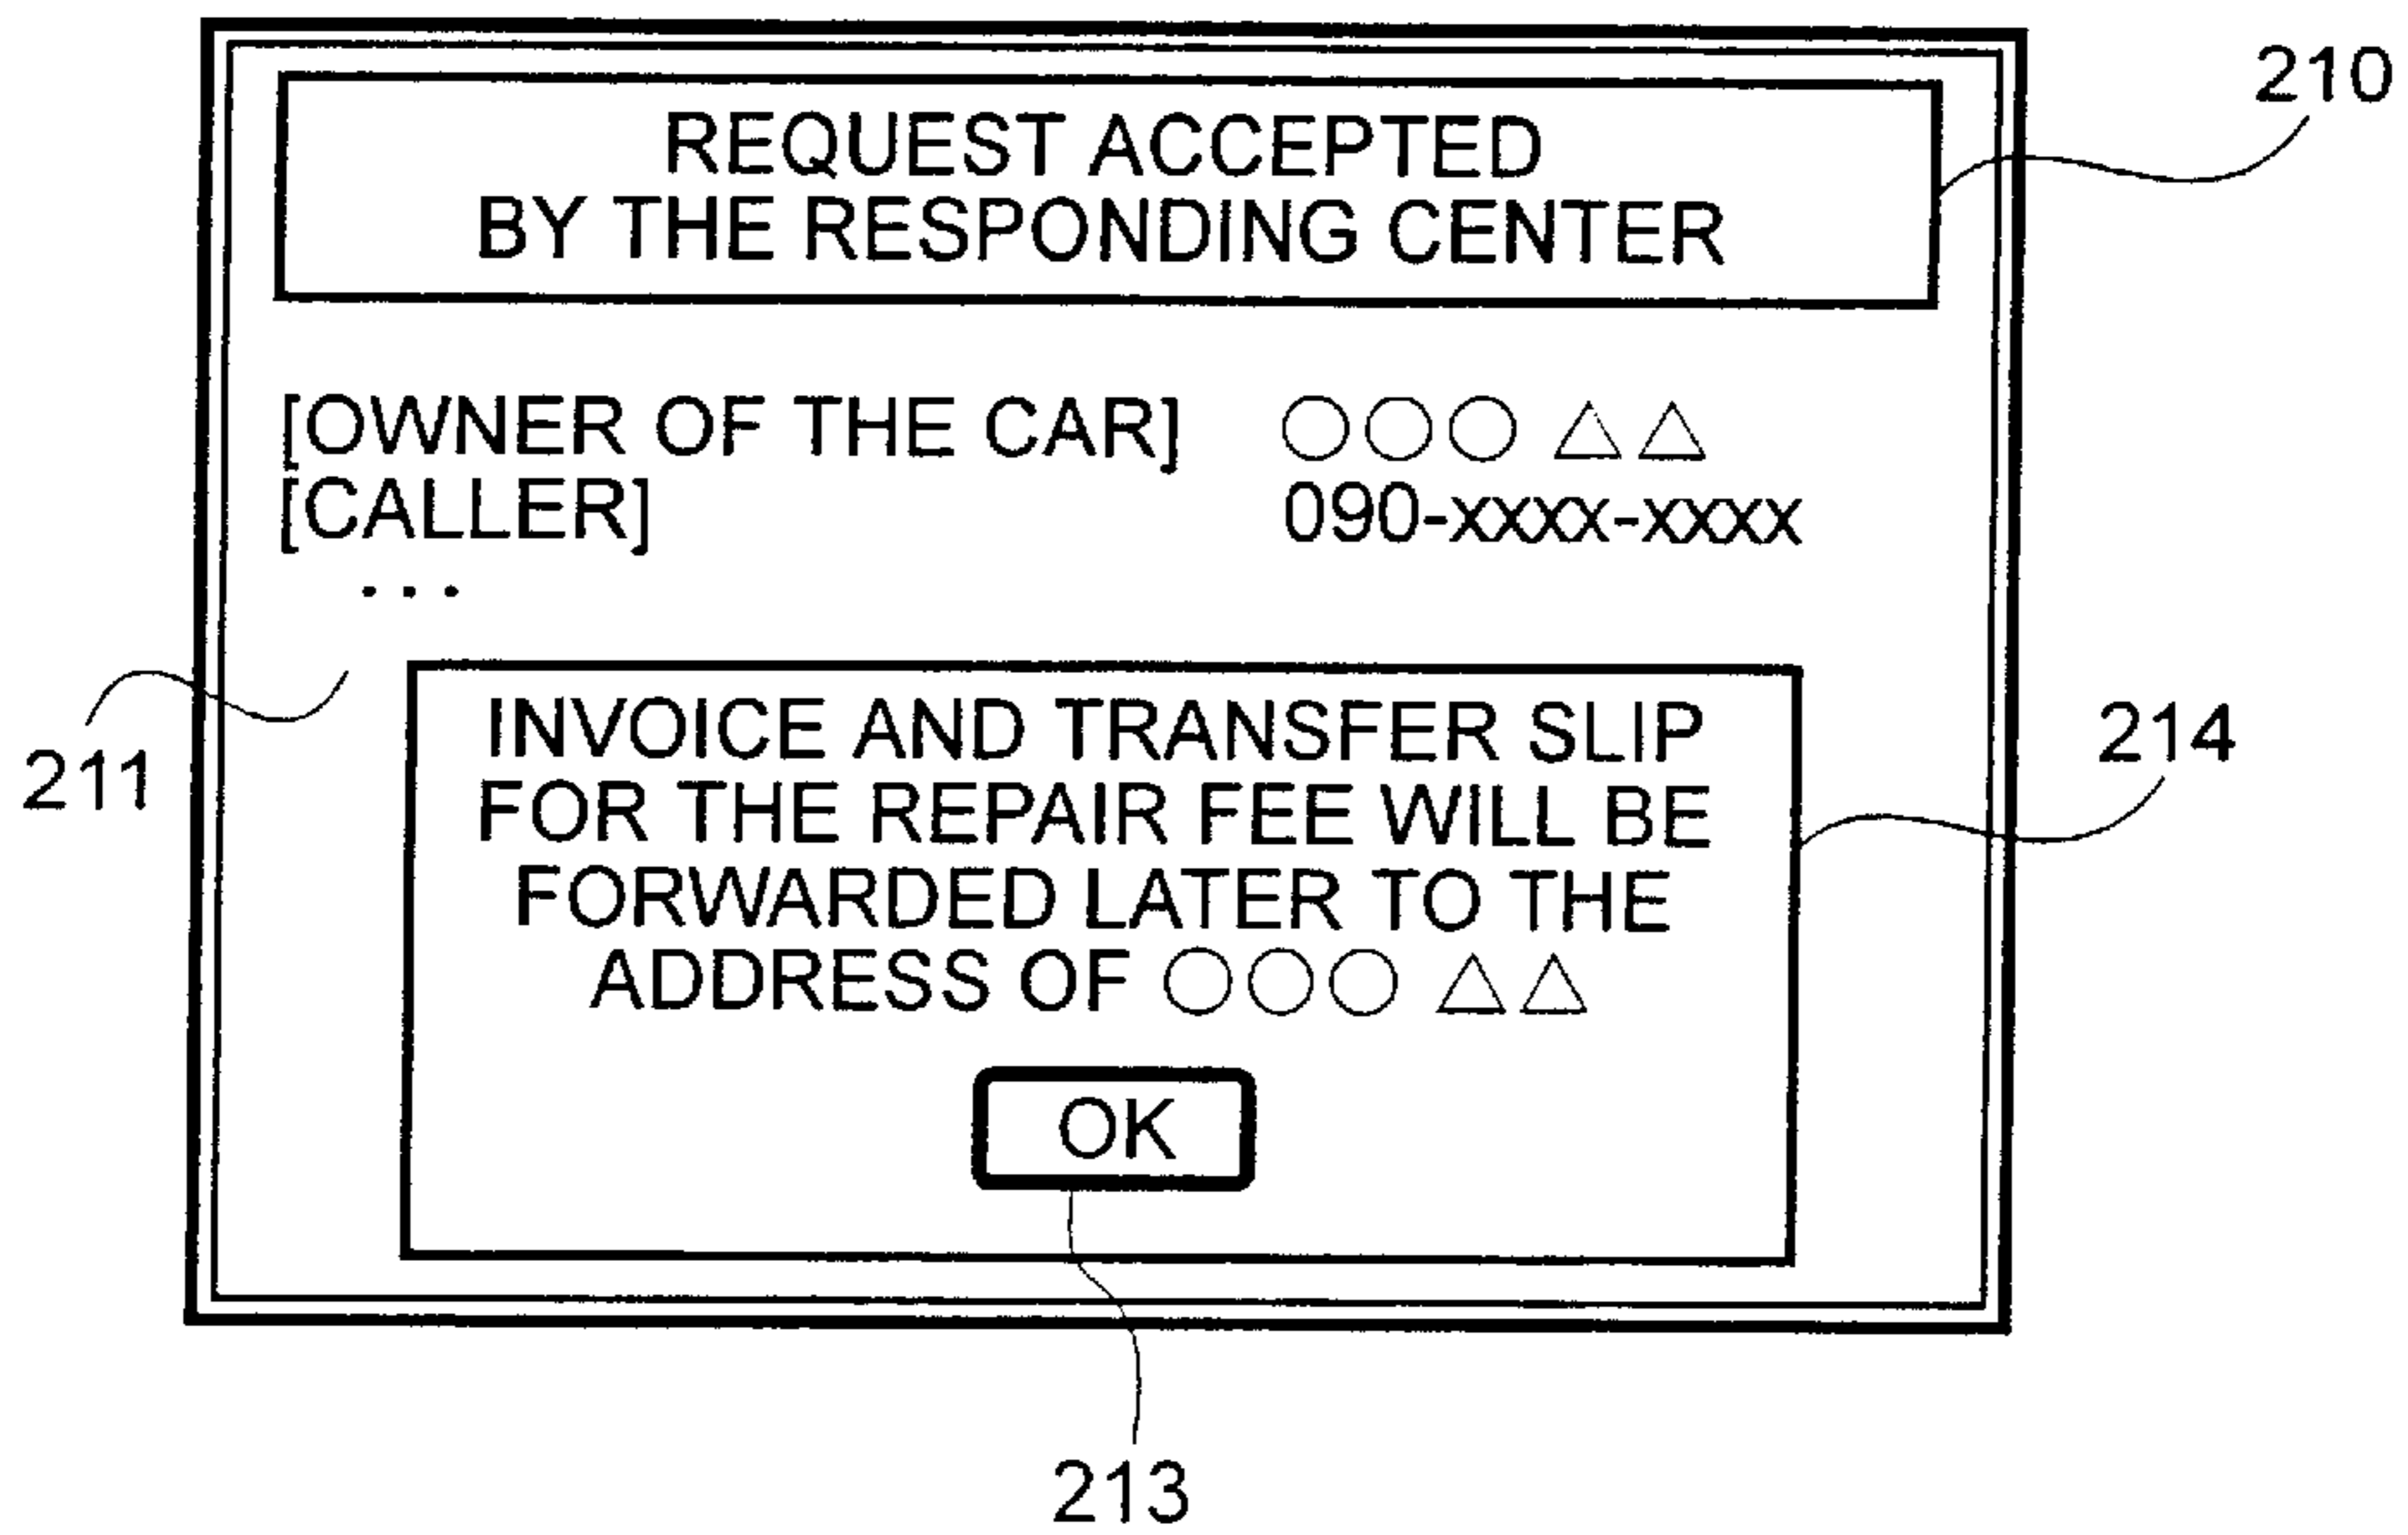 210
REQUEST ACCEPTED
BY THE RESPONDING CENTER
[OWNER OF THE CAR] ○○○ △△
[CALLER] 090-xxxx-xxxx
...
211
INVOICE AND TRANSFER SLIP
FOR THE REPAIR FEE WILL BE
FORWARDED LATER TO THE
ADDRESS OF ○○○ △△
214
OK
213